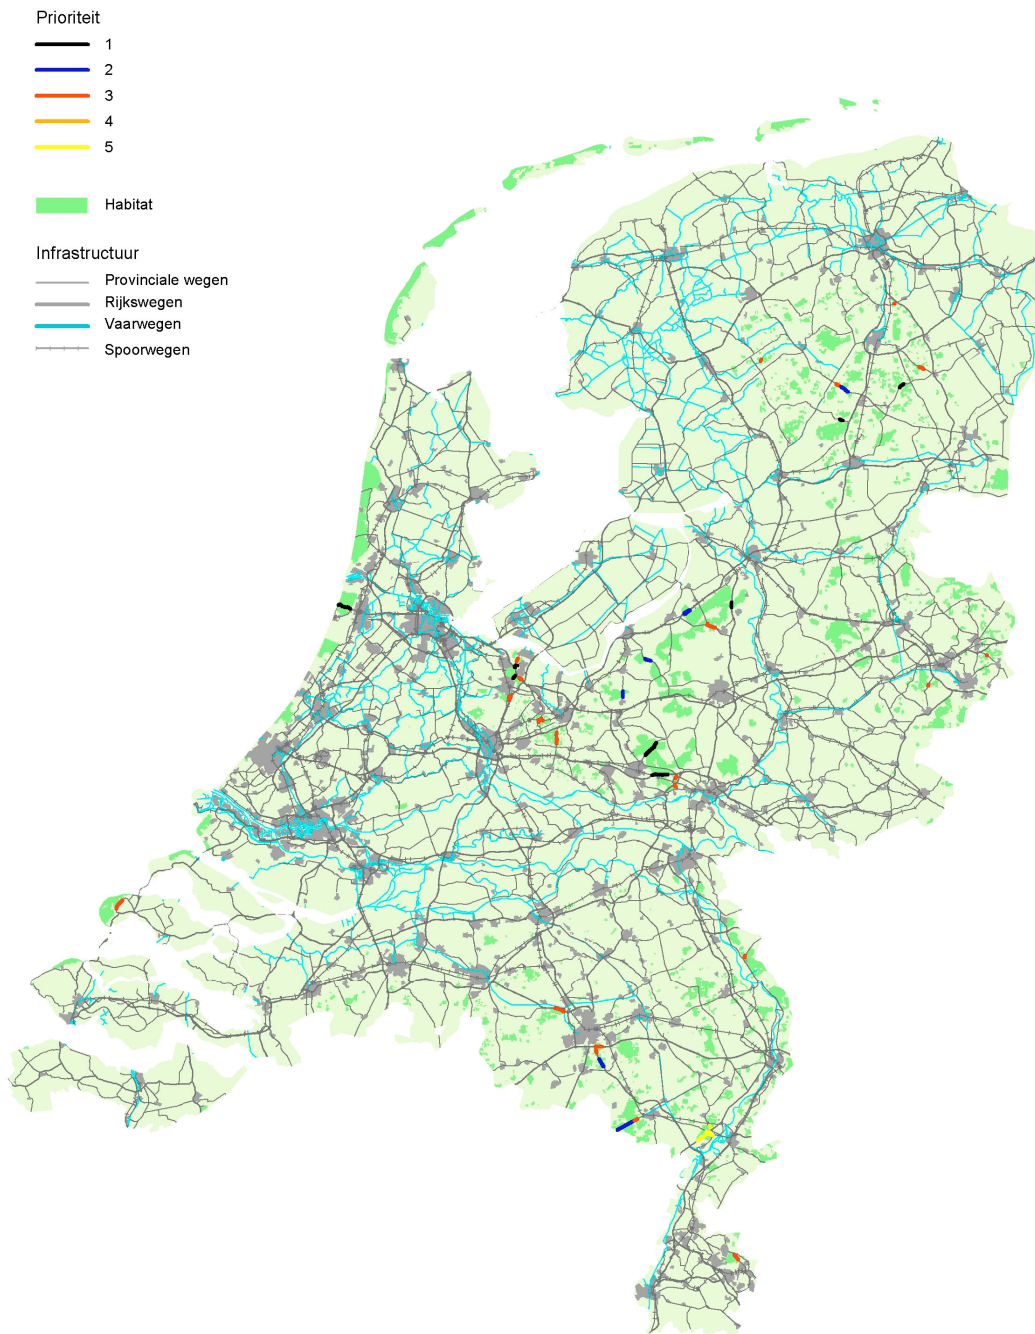 Prioriteit
1
2
3
4
5
Habitat
Infrastructuur
Provinciale wegen
Rijkswegen
Vaarwegen
Spoorwegen